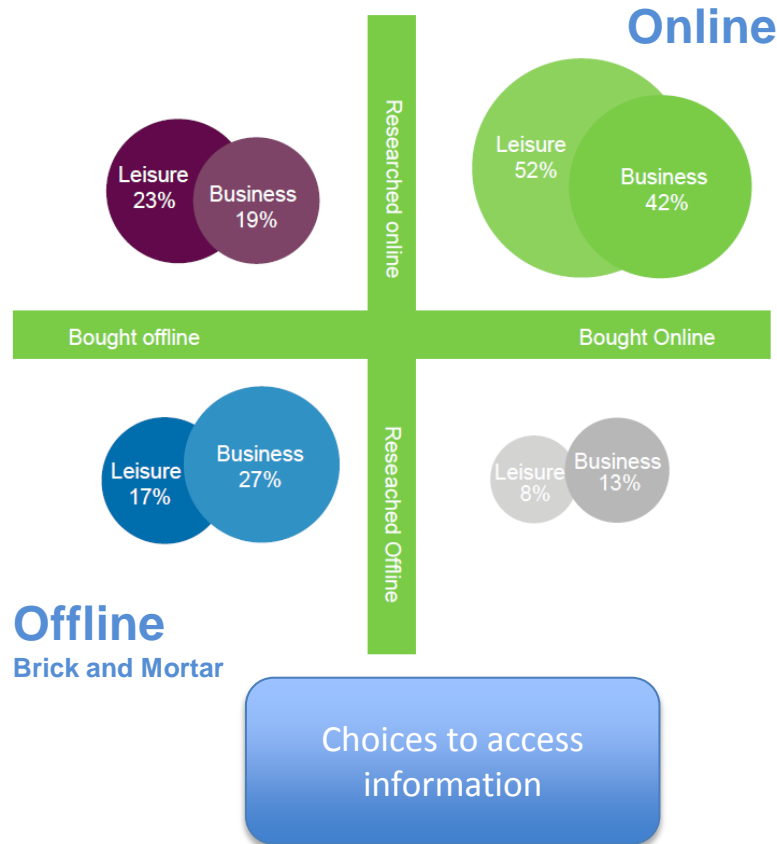 Online
Researched online
Leisure
23%
Business
19%
Leisure
52%
Business
42%
Bought offline
Bought Online
Leisure
17%
Business
27%
Reseached Offline
Leisure
8%
Business
13%
Offline
Brick and Mortar
Choices to access
information